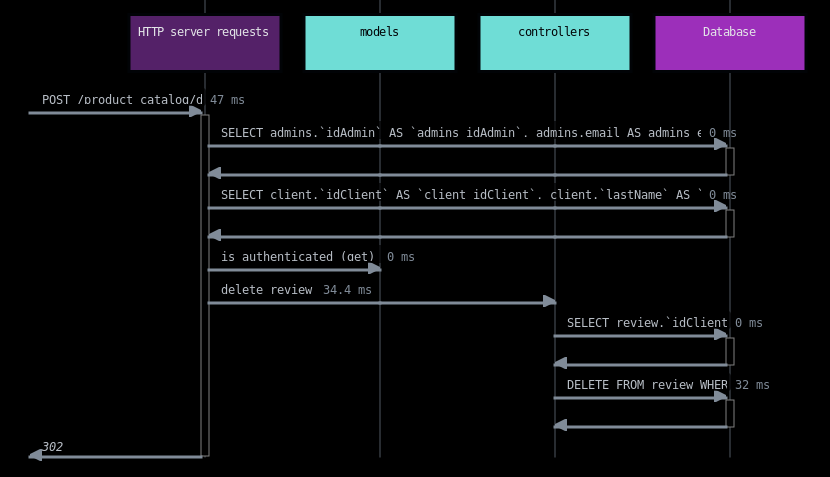 HTTP server requests models controllers Database
POST /product_catalog/d 47 ms
SELECT admins.`idAdmin` AS `admins_idAdmin`, admins.email AS admins_e 0 ms
SELECT client.`idClient` AS `client_idClient`, client.`lastName` AS ` 0 ms
is_authenticated (get) 0 ms
delete_review 34.4 ms
SELECT review.`idClient 0 ms
DELETE FROM review WHER 32 ms
302